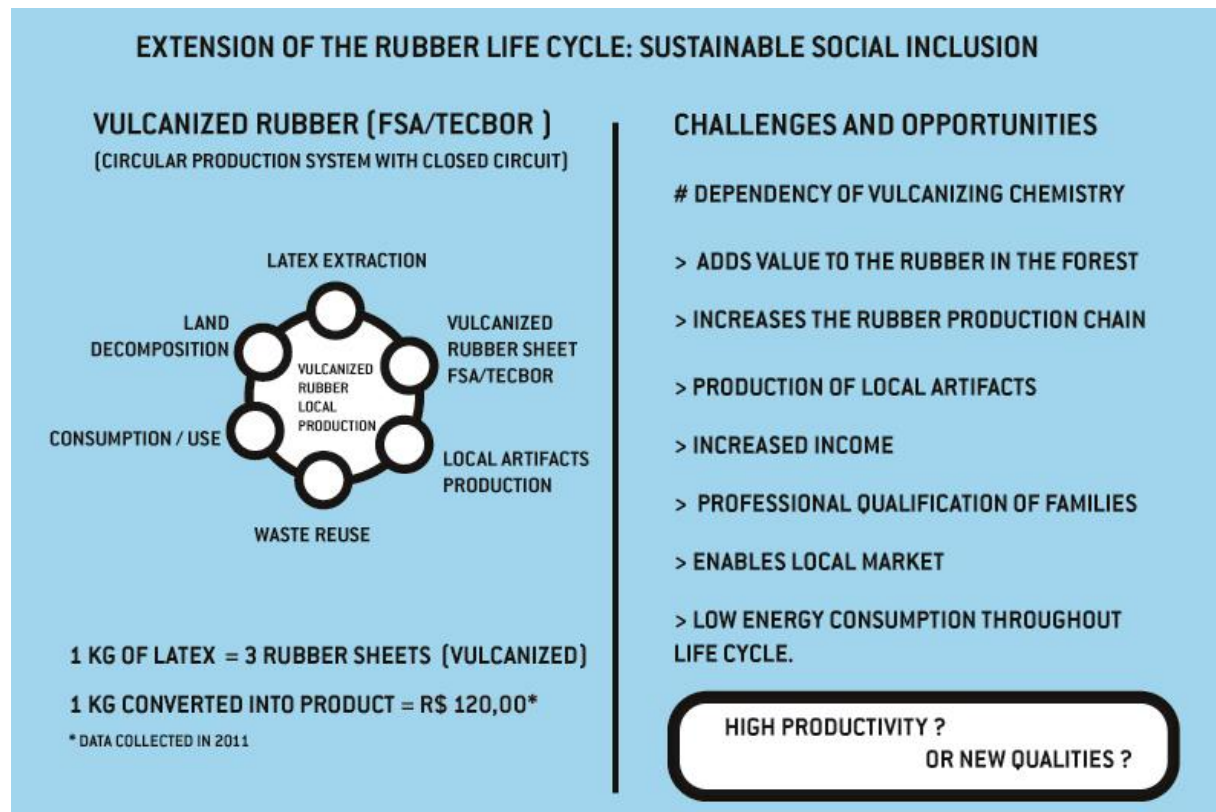 EXTENSION OF THE RUBBER LIFE CYCLE: SUSTAINABLE SOCIAL INCLUSION
VULCANIZED RUBBER (FSA/TECBOR )
(CIRCULAR PRODUCTION SYSTEM WITH CLOSED CIRCUIT)
LATEX EXTRACTION
VULCANIZED
RUBBER SHEET
FSA/TECBOR
LOCAL ARTIFACTS
PRODUCTION
WASTE REUSE
CONSUMPTION / USE
LAND
DECOMPOSITION
VULCANIZED
RUBBER
LOCAL
PRODUCTION
1 KG OF LATEX = 3 RUBBER SHEETS (VULCANIZED)
1 KG CONVERTED INTO PRODUCT = R$ 120,00*
* DATA COLLECTED IN 2011
CHALLENGES AND OPPORTUNITIES
# DEPENDENCY OF VULCANIZING CHEMISTRY
> ADDS VALUE TO THE RUBBER IN THE FOREST
> INCREASES THE RUBBER PRODUCTION CHAIN
> PRODUCTION OF LOCAL ARTIFACTS
> INCREASED INCOME
> PROFESSIONAL QUALIFICATION OF FAMILIES
> ENABLES LOCAL MARKET
> LOW ENERGY CONSUMPTION THROUGHOUT
LIFE CYCLE.
HIGH PRODUCTIVITY ?
OR NEW QUALITIES ?